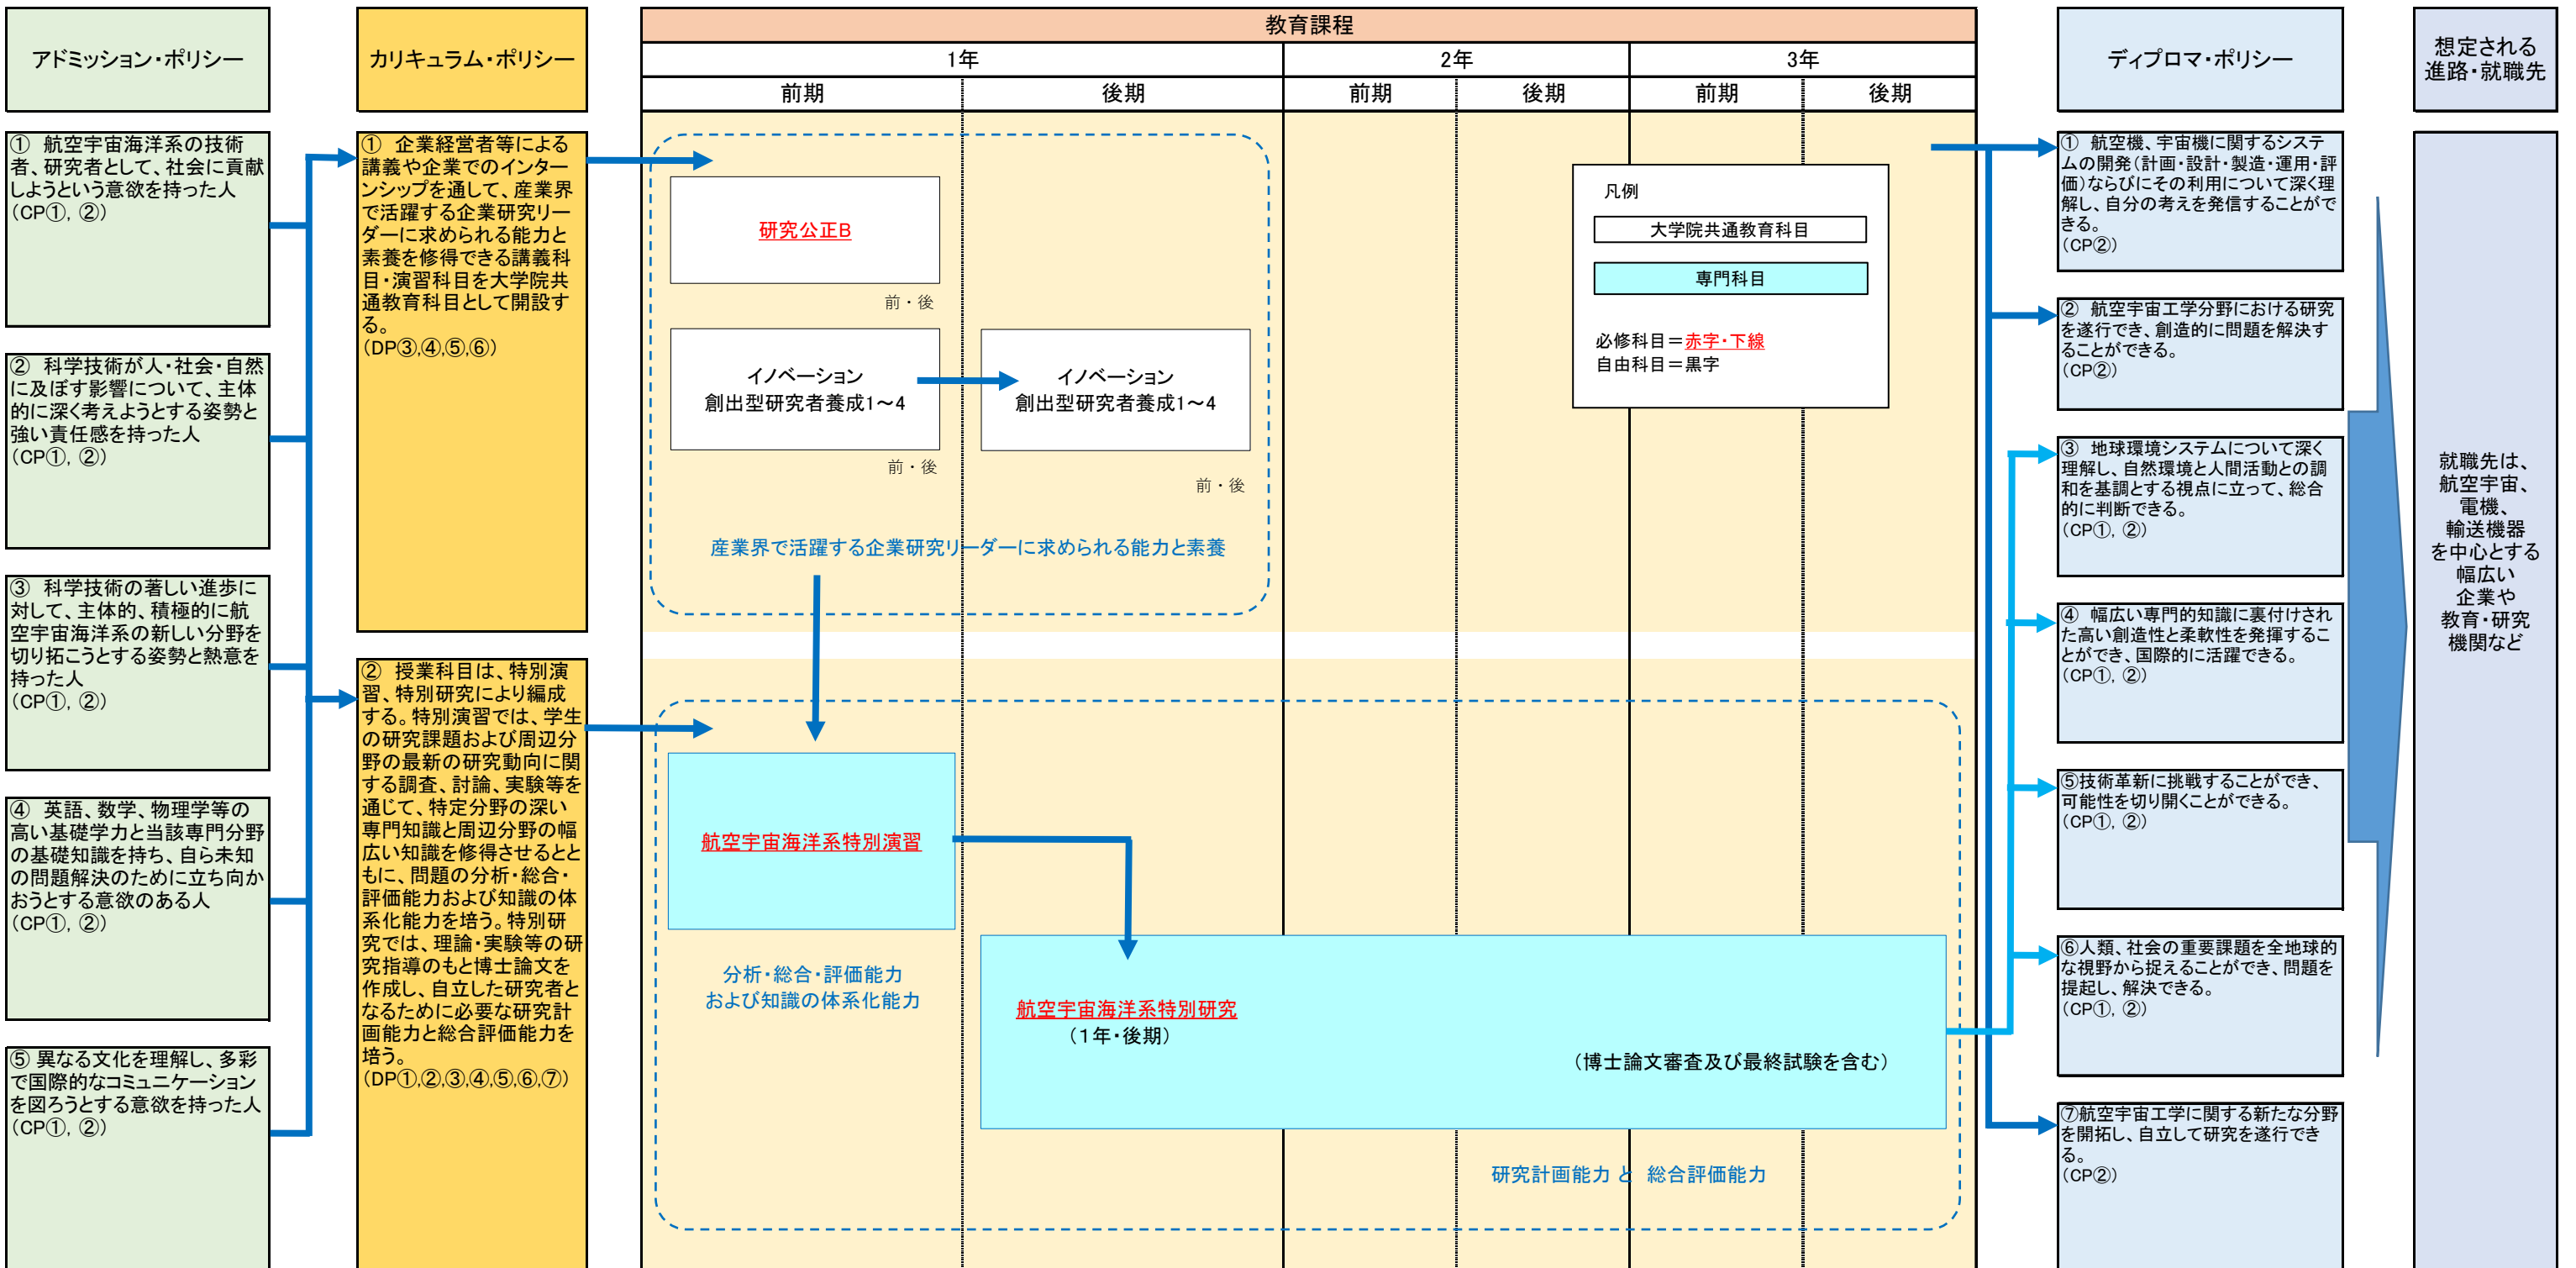 アドミッション・ポリシー
① 航空宇宙海洋系の技術
者、研究者として、社会に貢献
しようという意欲を持った人
(CP①, ②)
② 科学技術が人・社会・自然
に及ぼす影響について、主体
的に深く考えようとする姿勢と
強い責任感を持った人
(CP①, ②)
③ 科学技術の著しい進歩に
対して、主体的、積極的に航
空宇宙海洋系の新しい分野を
切り拓こうとする姿勢と熱意を
持った人
(CP①, ②)
④ 英語、数学、物理学等の
高い基礎学力と当該専門分野
の基礎知識を持ち、自ら未知
の問題解決のために立ち向か
おうとする意欲のある人
(CP①, ②)
⑤ 異なる文化を理解し、多彩
で国際的なコミュニケーション
を図ろうとする意欲を持った人
(CP①, ②)
カリキュラム・ポリシー
① 企業経営者等による
講義や企業でのインター
ンシップを通して、産業界
で活躍する企業研究リー
ダーに求められる能力と
素養を修得できる講義科
目・演習科目を大学院共
通教育科目として開設す
る。
(DP③,④,⑤,⑥)
② 授業科目は、特別演
習、特別研究により編成
する。特別演習では、学生
の研究課題および周辺分
野の最新の研究動向に関
する調査、討論、実験等を
通じて、特定分野の深い
専門知識と周辺分野の幅
広い知識を修得させるとと
もに、問題の分析・総合・
評価能力および知識の体
系化能力を培う。特別研
究では、理論・実験等の研
究指導のもと博士論文を
作成し、自立した研究者と
なるために必要な研究計
画能力と総合評価能力を
培う。
(DP①,②,③,④,⑤,⑥,⑦)
教育課程
1年
2年
3年
前期
後期
前期
後期
前期
後期
研究公正B
前・後
イノベーション
創出型研究者養成1～4
前・後
イノベーション
創出型研究者養成1～4
前・後
産業界で活躍する企業研究リーダーに求められる能力と素養
凡例
大学院共通教育科目
専門科目
必修科目＝赤字・下線
自由科目＝黒字
航空宇宙海洋系特別演習
分析・総合・評価能力
および知識の体系化能力
航空宇宙海洋系特別研究
(1年・後期)
(博士論文審査及び最終試験を含む)
研究計画能力 と 総合評価能力
ディプロマ・ポリシー
① 航空機、宇宙機に関するシステ
ムの開発(計画・設計・製造・運用・評
価)ならびにその利用について深く理
解し、自分の考えを発信することがで
きる。
(CP②)
② 航空宇宙工学分野における研究
を遂行でき、創造的に問題を解決す
ることができる。
(CP②)
③ 地球環境システムについて深く
理解し、自然環境と人間活動との調
和を基調とする視点に立って、総合
的に判断できる。
(CP①, ②)
④ 幅広い専門的知識に裏付けされ
た高い創造性と柔軟性を発揮するこ
とができ、国際的に活躍できる。
(CP①, ②)
⑤技術革新に挑戦することができ、
可能性を切り開くことができる。
(CP①, ②)
⑥人類、社会の重要課題を全地球的
な視野から捉えることができ、問題を
提起し、解決できる。
(CP①, ②)
⑦航空宇宙工学に関する新たな分野
を開拓し、自立して研究を遂行でき
る。
(CP②)
想定される
進路・就職先
就職先は、
航空宇宙、
電機、
輸送機器
を中心とする
幅広い
企業や
教育・研究
機関など